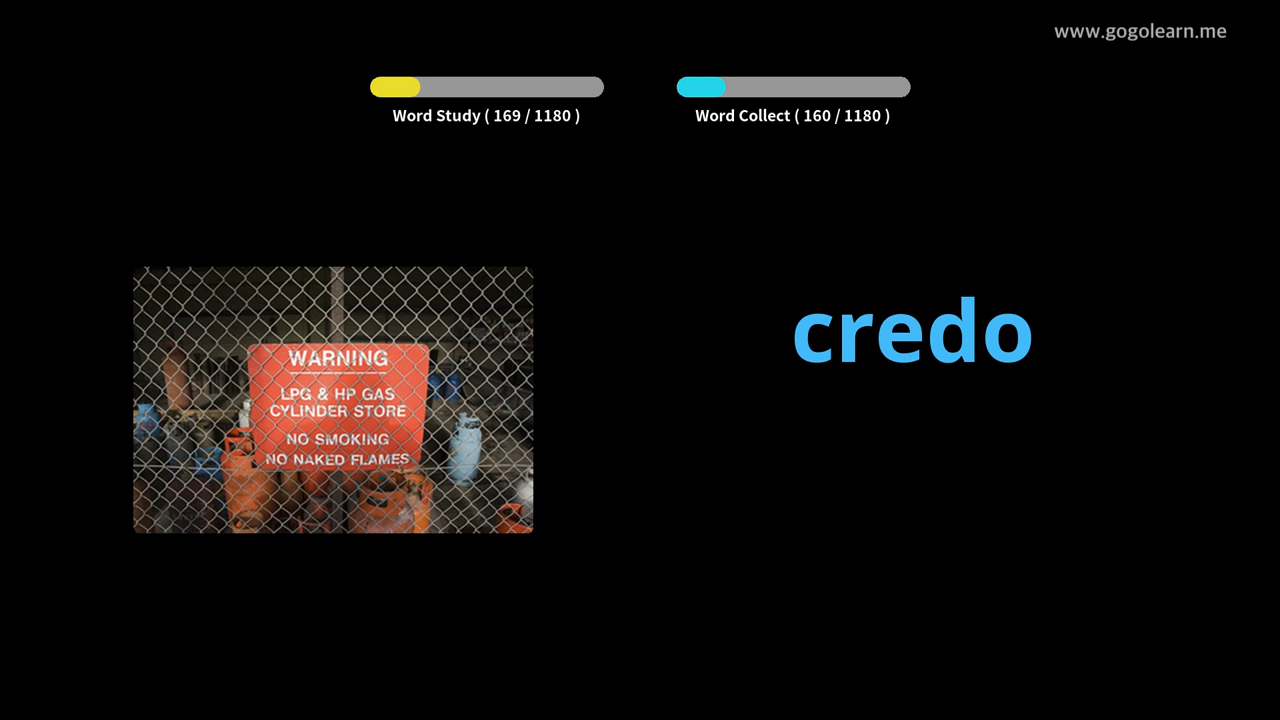 www.gogolearn.me
Word Study ( 169 / 1180 )
Word Collect ( 160 / 1180 )
credo
WARNING
LPG & HP GAS
CYLINDER STORE
NO SMOKING
NO NAKED FLAMES